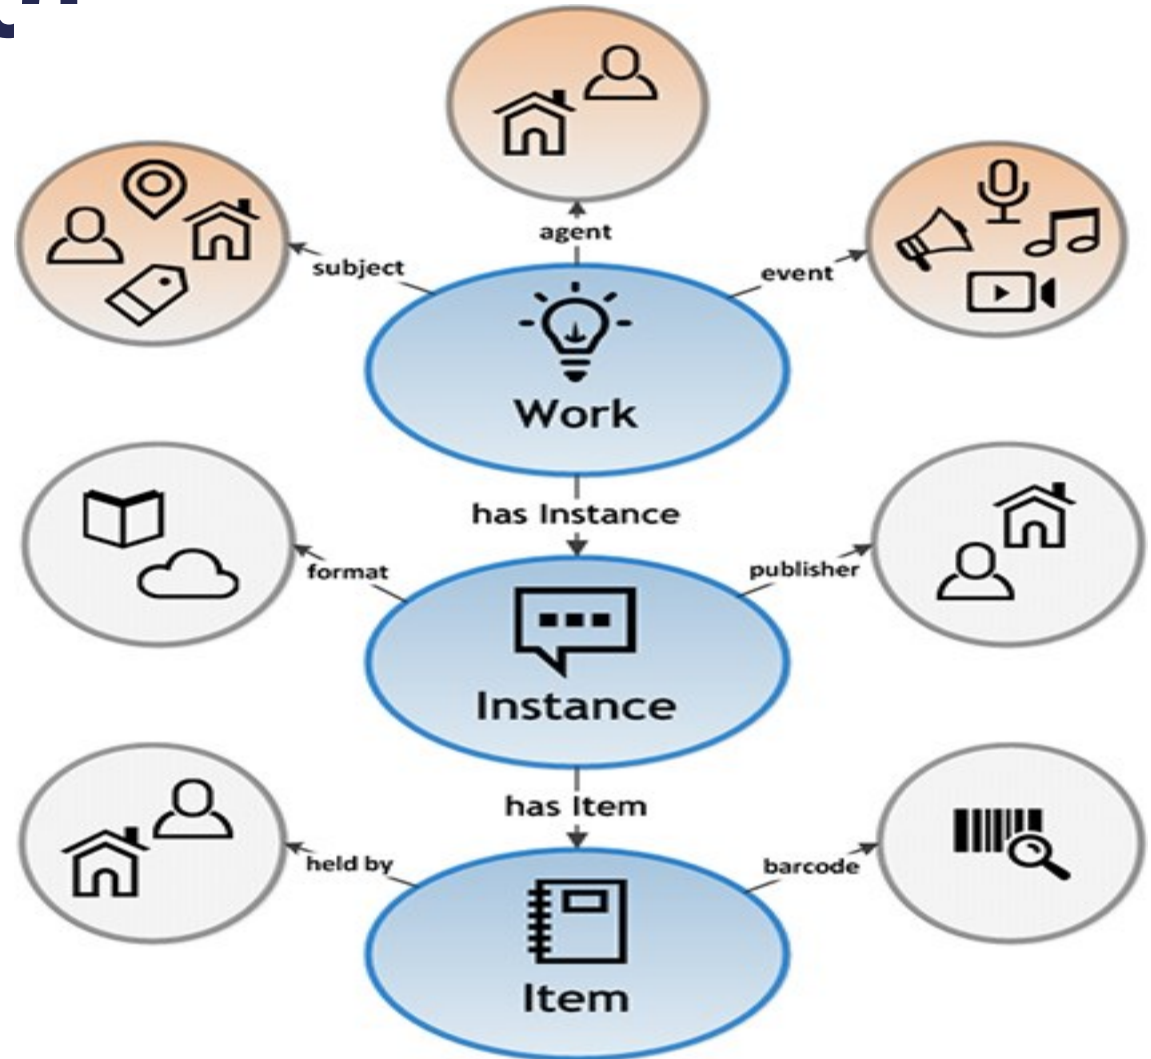 agent
subject
event
Work
has Instance
format
publisher
Instance
has Item
held by
barcode
Item